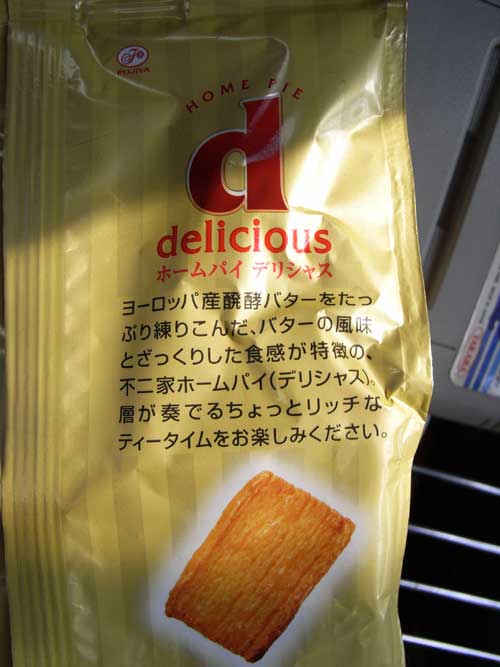 FUJIYA
HOME PIE
d
delicious
ホームパイ デリシャス
ヨーロッパ産醗酵バターをたっ
ぷり練りこんだ、バターの風味
とざっくりした食感が特徴の、
不二家ホームパイ(デリシャス)。
層が奏でるちょっとリッチな
ティータイムをお楽しみください。